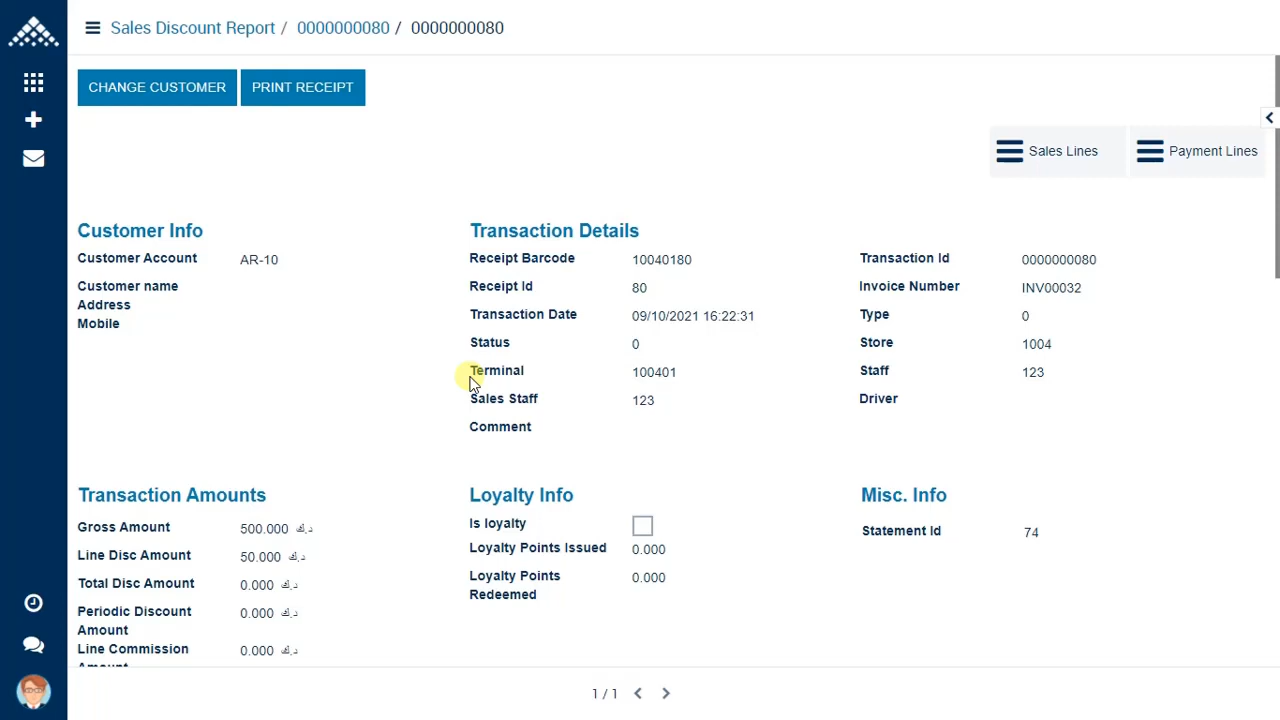 Sales Discount Report / 0000000080 / 0000000080
CHANGE CUSTOMER PRINT RECEIPT
Sales Lines Payment Lines
Customer Info
Customer Account AR-10
Customer name
Address
Mobile
Transaction Details
Receipt Barcode 10040180
Receipt Id 80
Transaction Date 09/10/2021 16:22:31
Status 0
Terminal 100401
Sales Staff 123
Comment
Transaction Id 0000000080
Invoice Number INV00032
Type 0
Store 1004
Staff 123
Driver
Transaction Amounts
Gross Amount 500.000 د.ك
Line Disc Amount 50.000 د.ك
Total Disc Amount 0.000 د.ك
Periodic Discount
Amount 0.000 د.ك
Line Commission
Amount 0.000 د.ك
Loyalty Info
Is loyalty
Loyalty Points Issued 0.000
Loyalty Points
Redeemed 0.000
Misc. Info
Statement Id 74
1 / 1